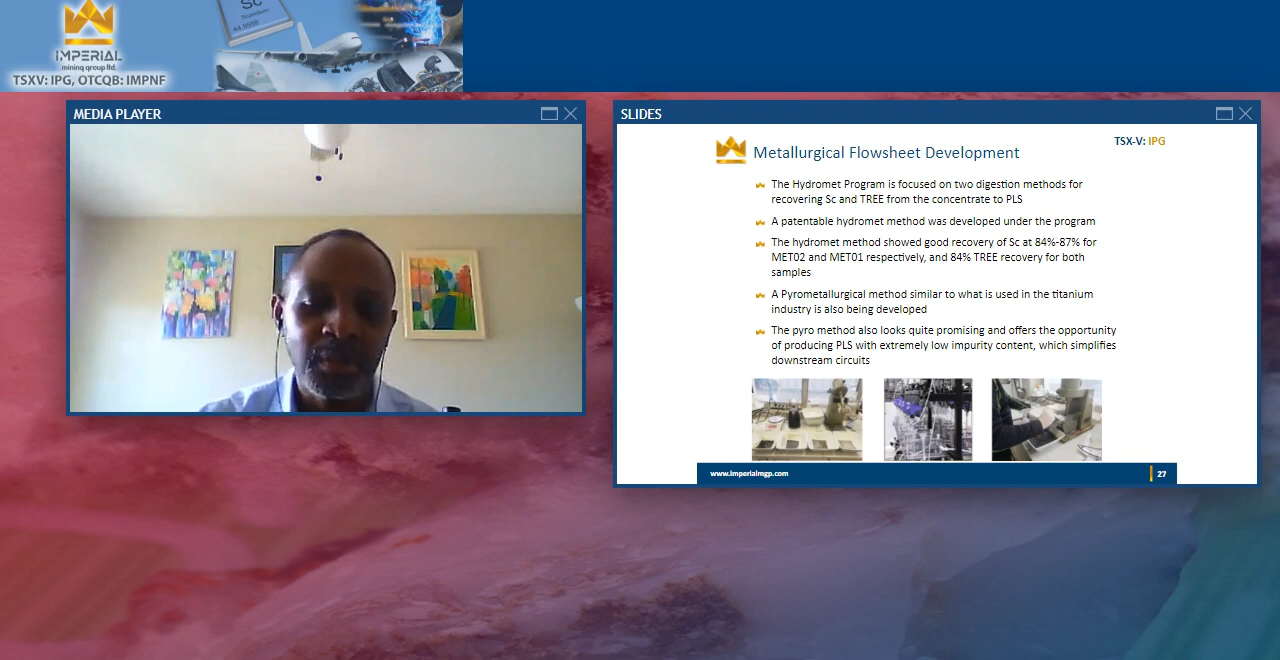 Sc
Scandium
44.9559
IMPERIAL
mining group ltd.
TSXV: IPG, OTCQB: IMPNF
MEDIA PLAYER
SLIDES
TSX-V: IPG
Metallurgical Flowsheet Development
The Hydromet Program is focused on two digestion methods for
recovering Sc and TREE from the concentrate to PLS
A patentable hydromet method was developed under the program
The hydromet method showed good recovery of Sc at 84%-87% for
MET02 and MET01 respectively, and 84% TREE recovery for both
samples
A Pyrometallurgical method similar to what is used in the titanium
industry is also being developed
The pyro method also looks quite promising and offers the opportunity
of producing PLS with extremely low impurity content, which simplifies
downstream circuits
www.imperialmgp.com
27